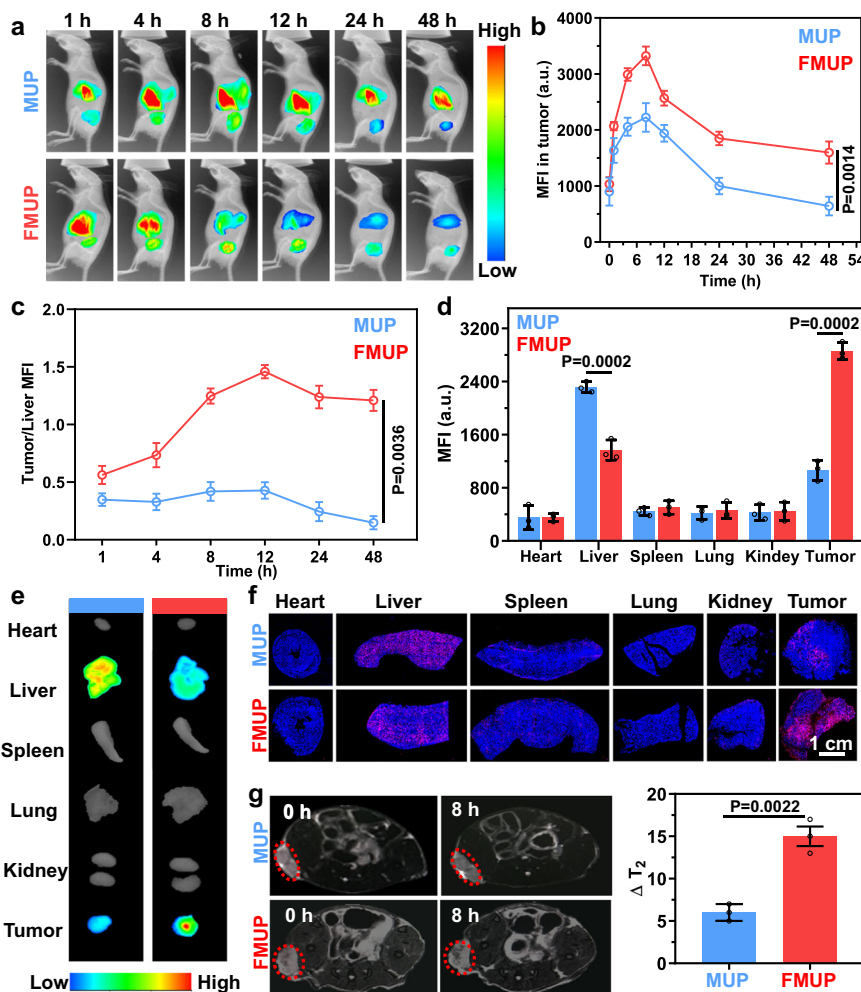 a
1 h 4 h 8 h 12 h 24 h 48 h
MUP
FMUP
High
Low
b
MUP
FMUP
MFI in tumor (a.u.)
4000
3000
2000
1000
0
0 6 12 18 24 30 36 42 48 54
Time (h)
P=0.0014
c
MUP
FMUP
Tumor/Liver MFI
2.0
1.5
1.0
0.5
0.0
1 4 8 12 24 48
Time (h)
P=0.0036
d
MUP
FMUP
P=0.0002
P=0.0002
MFI (a.u.)
3200
2400
1600
800
0
Heart Liver Spleen Lung Kindey Tumor
e
Heart
Liver
Spleen
Lung
Kidney
Tumor
Low High
f
Heart Liver Spleen Lung Kidney Tumor
MUP
FMUP
1 cm
g
0 h 8 h
MUP
0 h 8 h
FMUP
P=0.0022
Δ T2
20
15
10
5
0
MUP FMUP